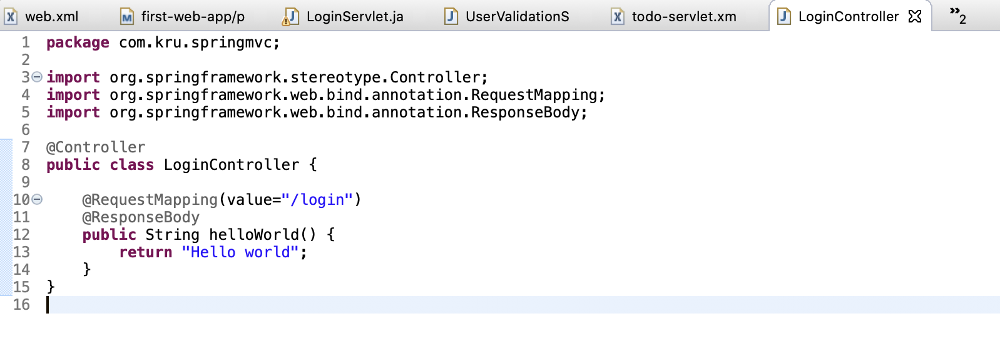 web.xml first-web-app/p LoginServlet.ja UserValidationS todo-servlet.xm LoginController »2
1 package com.kru.springmvc;
2
3 import org.springframework.stereotype.Controller;
4 import org.springframework.web.bind.annotation.RequestMapping;
5 import org.springframework.web.bind.annotation.ResponseBody;
6
7 @Controller
8 public class LoginController {
9
10     @RequestMapping(value="/login")
11     @ResponseBody
12     public String helloWorld() {
13         return "Hello world";
14     }
15 }
16